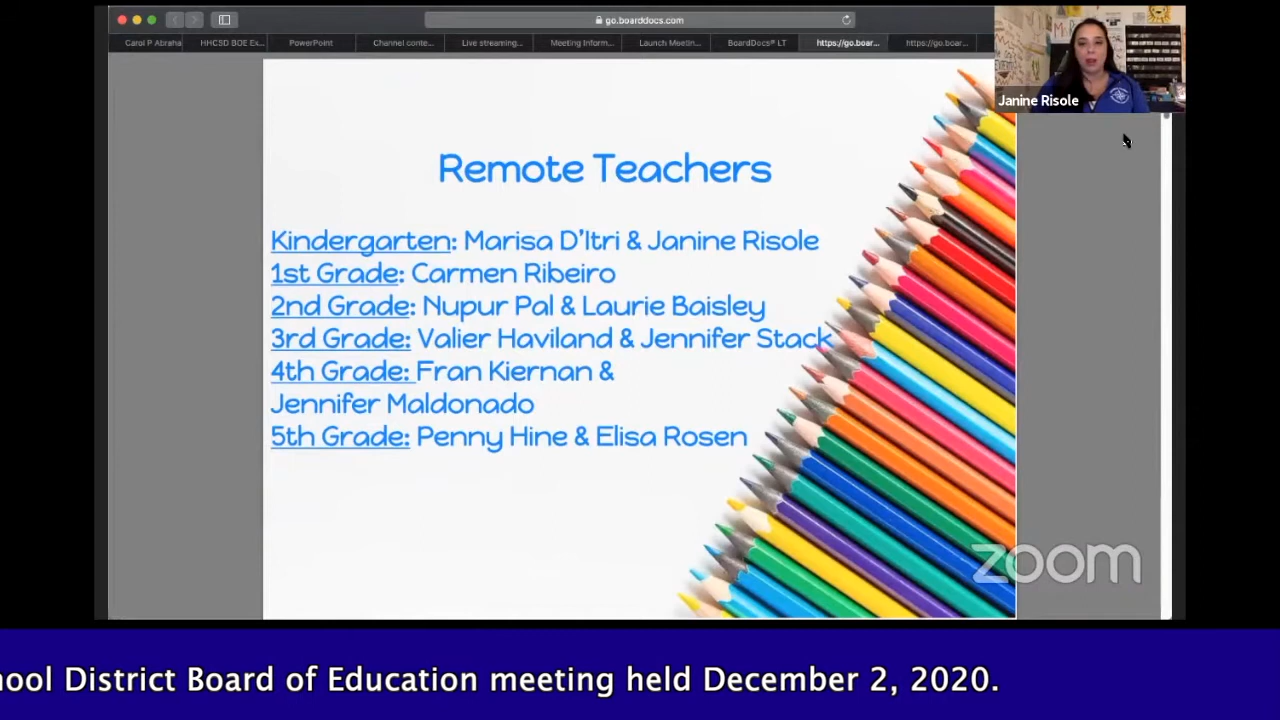 go.boarddocs.com
Carol P Abraha
HHCSD BOE Ex...
PowerPoint
Channel conte...
Live streaming...
Meeting Inform...
Launch Meetin...
BoardDocs® LT
https://go.boar...
https://go.boar...
Janine Risole
Remote Teachers
Kindergarten: Marisa D'Itri & Janine Risole
1st Grade: Carmen Ribeiro
2nd Grade: Nupur Pal & Laurie Baisley
3rd Grade: Valier Haviland & Jennifer Stack
4th Grade: Fran Kiernan &
Jennifer Maldonado
5th Grade: Penny Hine & Elisa Rosen
zoom
hool District Board of Education meeting held December 2, 2020.